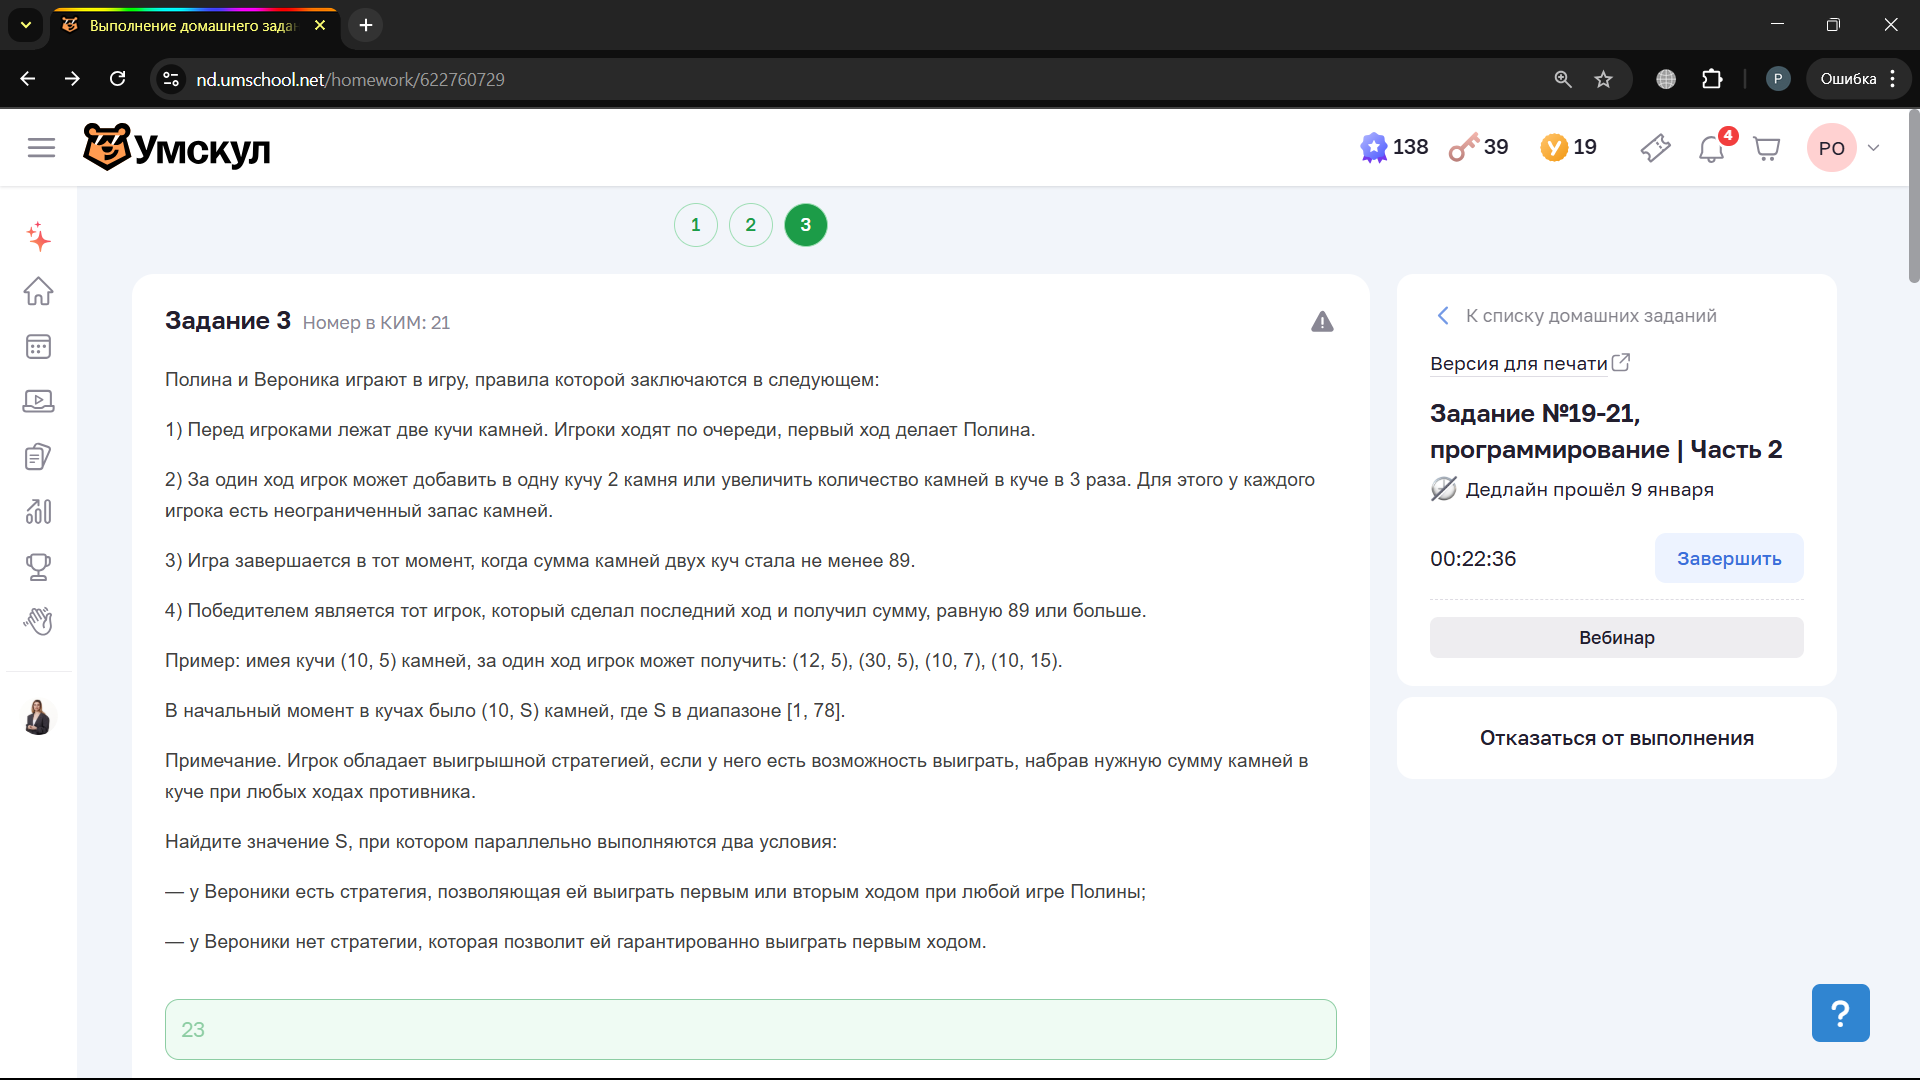 Выполнение домашнего зада
nd.umschool.net/homework/622760729
P
Ошибка
Умскул
138
39
19
4
PO
1
2
3
Задание 3 Номер в КИМ: 21
Полина и Вероника играют в игру, правила которой заключаются в следующем:
1) Перед игроками лежат две кучи камней. Игроки ходят по очереди, первый ход делает Полина.
2) За один ход игрок может добавить в одну кучу 2 камня или увеличить количество камней в куче в 3 раза. Для этого у каждого
игрока есть неограниченный запас камней.
3) Игра завершается в тот момент, когда сумма камней двух куч стала не менее 89.
4) Победителем является тот игрок, который сделал последний ход и получил сумму, равную 89 или больше.
Пример: имея кучи (10, 5) камней, за один ход игрок может получить: (12, 5), (30, 5), (10, 7), (10, 15).
В начальный момент в кучах было (10, S) камней, где S в диапазоне [1, 78].
Примечание. Игрок обладает выигрышной стратегией, если у него есть возможность выиграть, набрав нужную сумму камней в
куче при любых ходах противника.
Найдите значение S, при котором параллельно выполняются два условия:
— у Вероники есть стратегия, позволяющая ей выиграть первым или вторым ходом при любой игре Полины;
— у Вероники нет стратегии, которая позволит ей гарантированно выиграть первым ходом.
23
К списку домашних заданий
Версия для печати
Задание №19-21,
программирование | Часть 2
Дедлайн прошёл 9 января
00:22:36
Завершить
Вебинар
Отказаться от выполнения
?